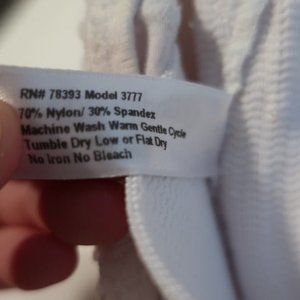 RN# 78393 Model 3777
70% Nylon/ 30% Spandex
Machine Wash Warm Gentle Cycle
Tumble Dry Low or Flat Dry
No Iron No Bleach